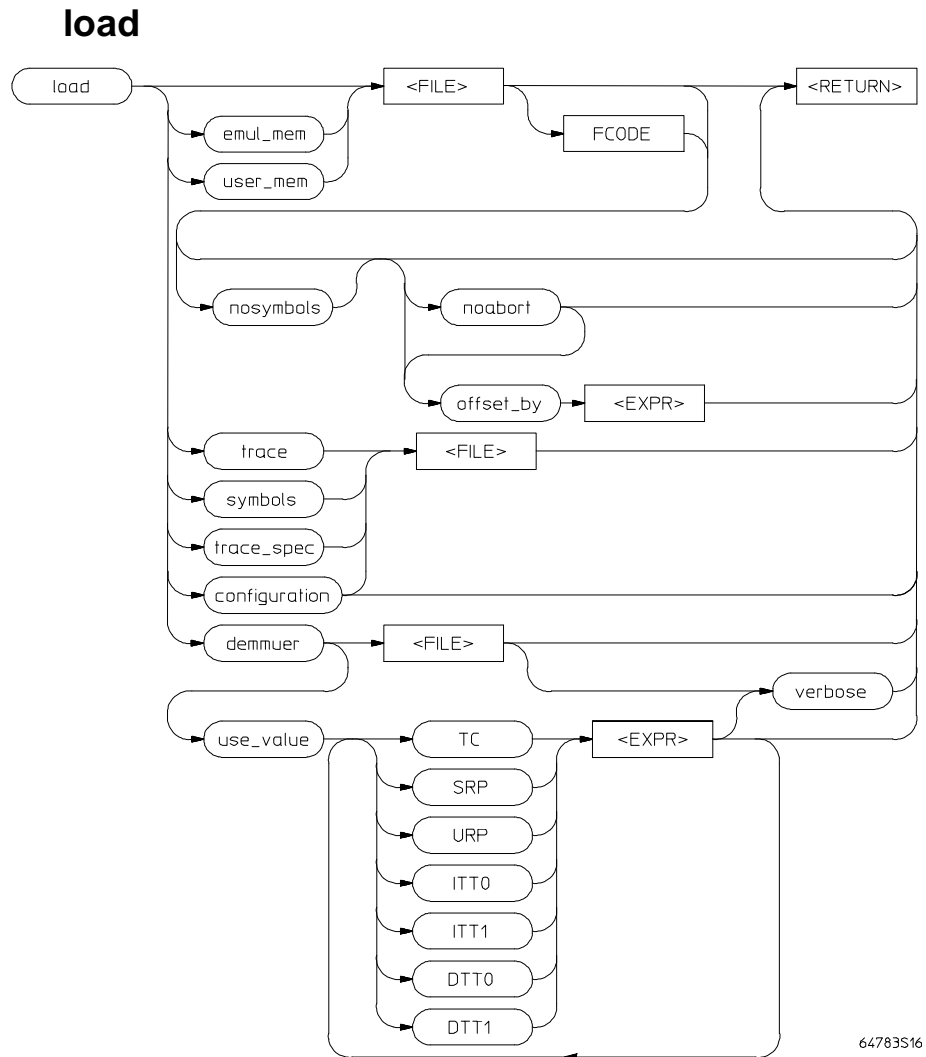 load
load
<FILE>
<RETURN>
emul_mem
FCODE
user_mem
nosymbols
noabort
offset_by
<EXPR>
trace
<FILE>
symbols
trace_spec
configuration
demmuer
<FILE>
verbose
use_value
TC
<EXPR>
SRP
URP
ITT0
ITT1
DTT0
DTT1
64783S16